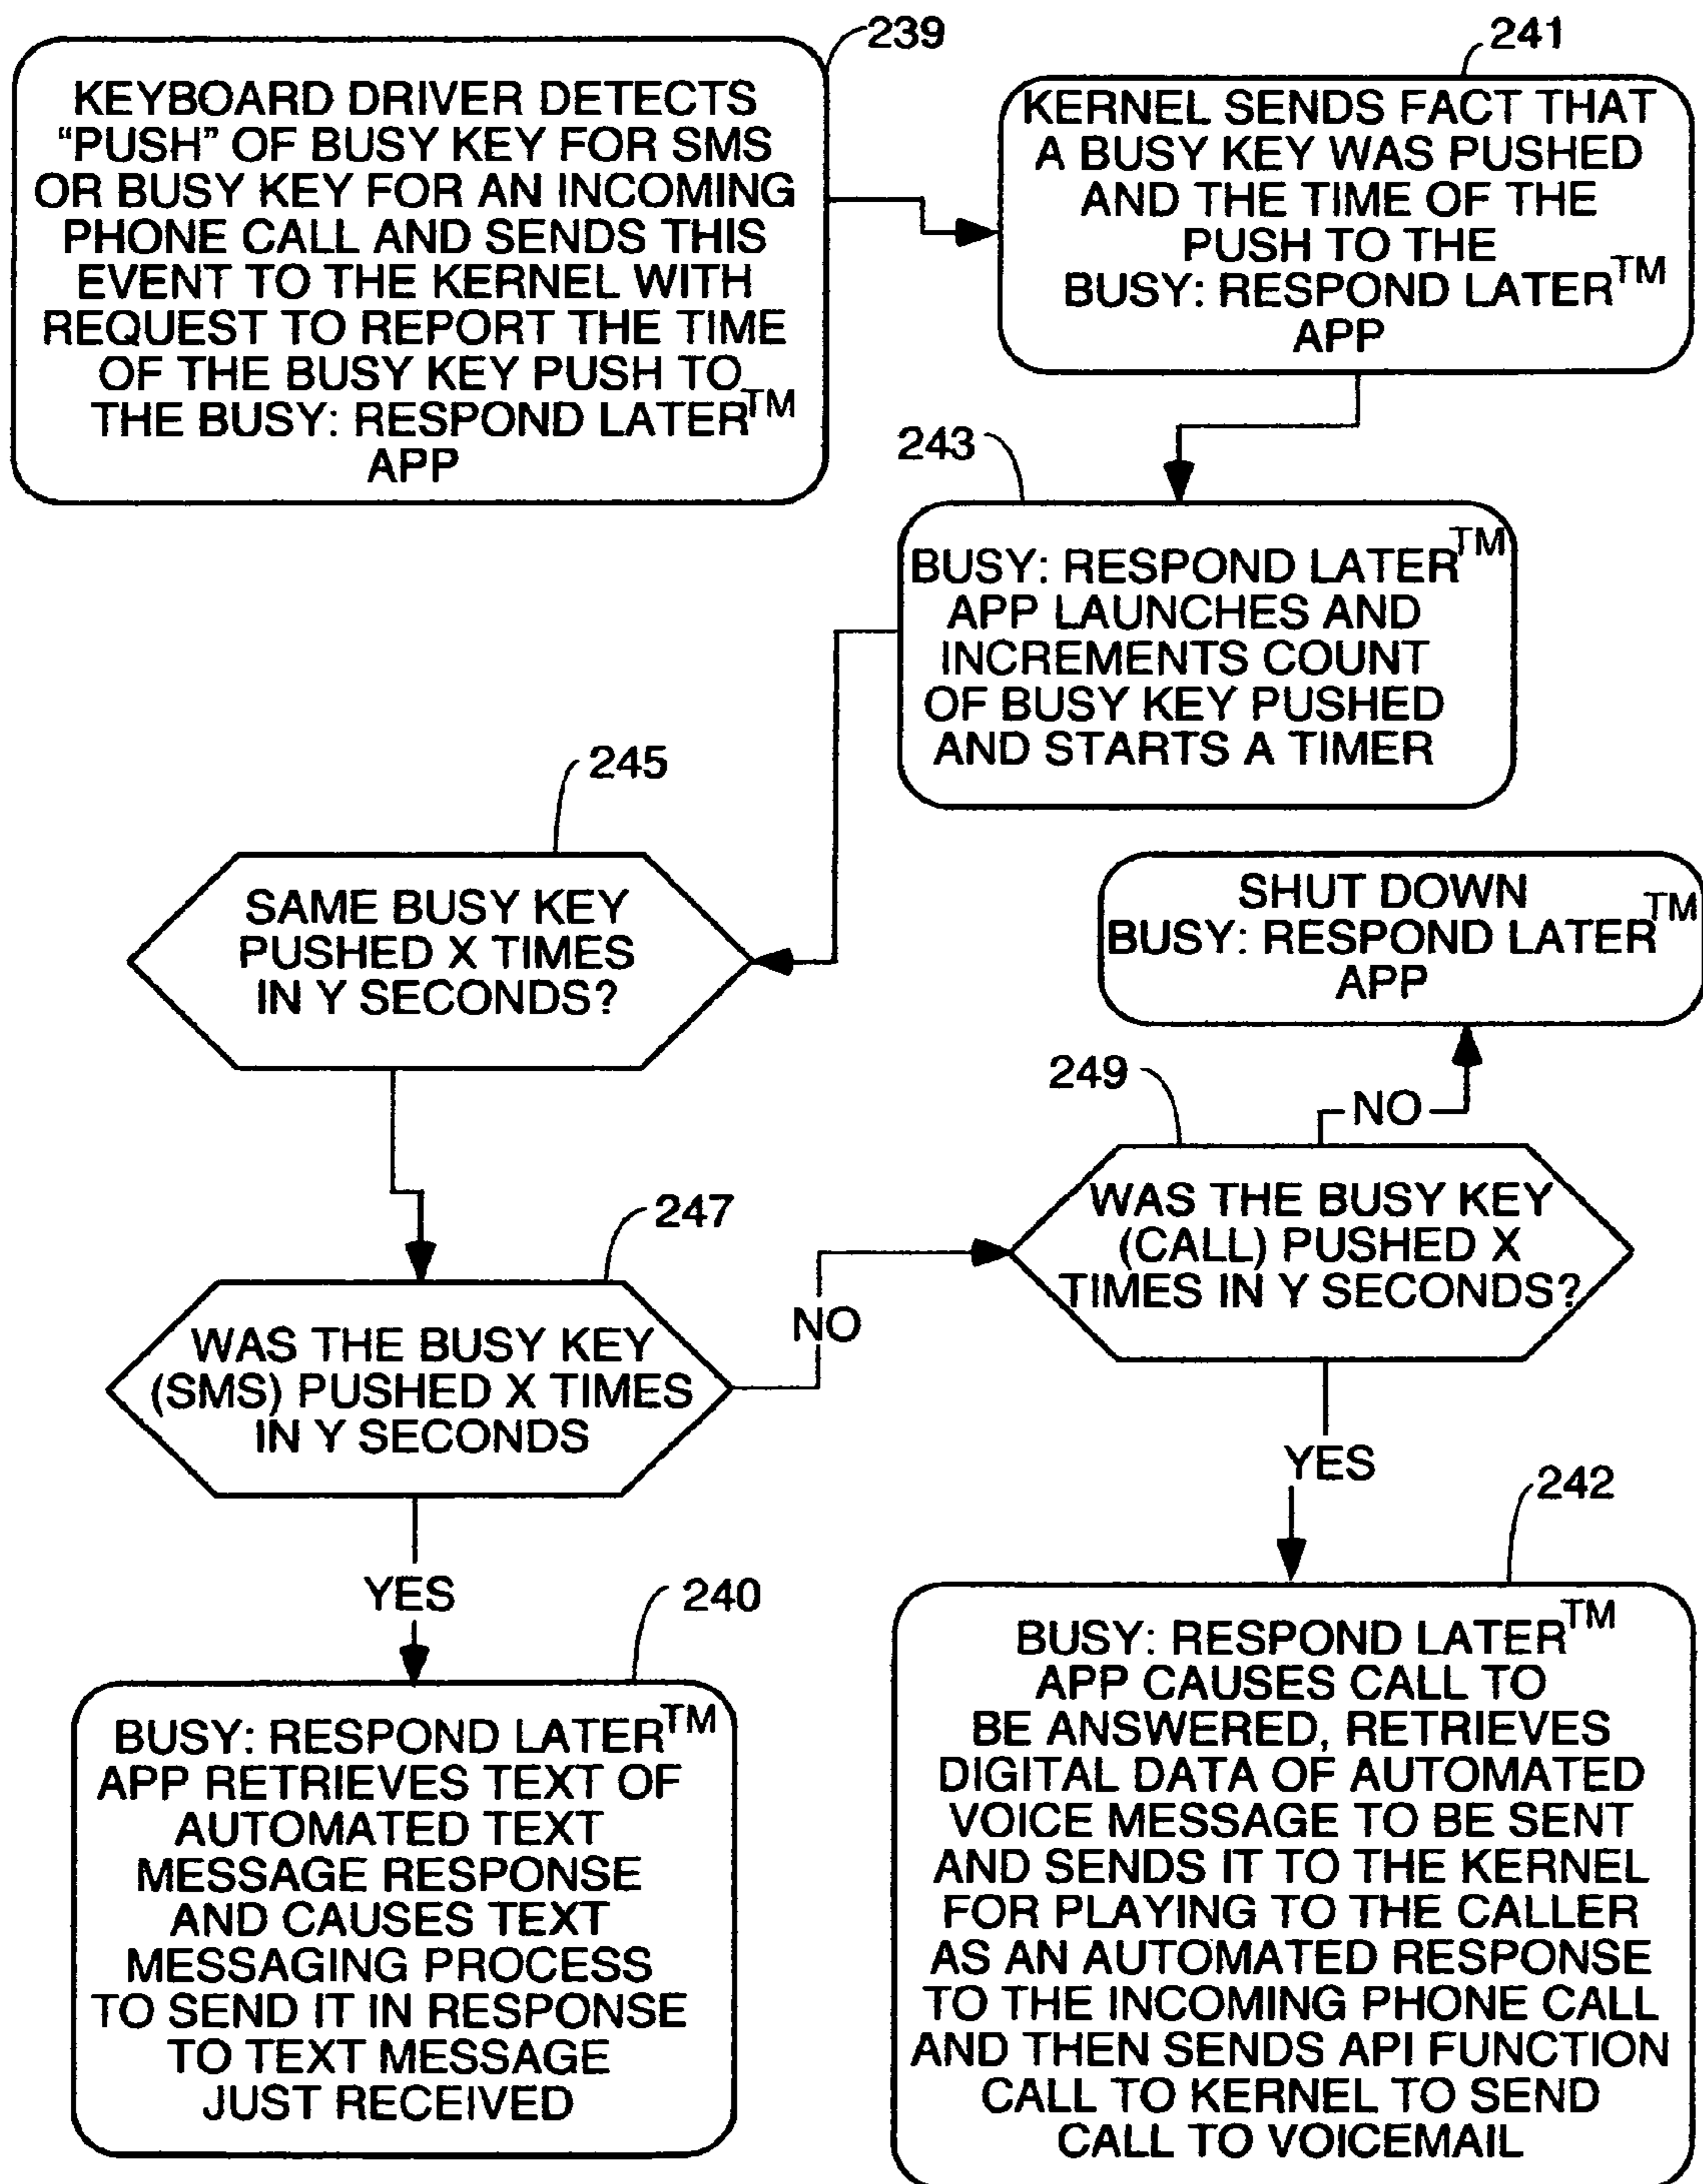 239
KEYBOARD DRIVER DETECTS
“PUSH” OF BUSY KEY FOR SMS
OR BUSY KEY FOR AN INCOMING
PHONE CALL AND SENDS THIS
EVENT TO THE KERNEL WITH
REQUEST TO REPORT THE TIME
OF THE BUSY KEY PUSH TO
THE BUSY: RESPOND LATER™
APP
241
KERNEL SENDS FACT THAT
A BUSY KEY WAS PUSHED
AND THE TIME OF THE
PUSH TO THE
BUSY: RESPOND LATER™
APP
243
BUSY: RESPOND LATER™
APP LAUNCHES AND
INCREMENTS COUNT
OF BUSY KEY PUSHED
AND STARTS A TIMER
245
SAME BUSY KEY
PUSHED X TIMES
IN Y SECONDS?
SHUT DOWN
BUSY: RESPOND LATER™
APP
249
NO
WAS THE BUSY KEY
(CALL) PUSHED X
TIMES IN Y SECONDS?
247
NO
WAS THE BUSY KEY
(SMS) PUSHED X TIMES
IN Y SECONDS
YES
YES
240
BUSY: RESPOND LATER™
APP RETRIEVES TEXT OF
AUTOMATED TEXT
MESSAGE RESPONSE
AND CAUSES TEXT
MESSAGING PROCESS
TO SEND IT IN RESPONSE
TO TEXT MESSAGE
JUST RECEIVED
242
BUSY: RESPOND LATER™
APP CAUSES CALL TO
BE ANSWERED, RETRIEVES
DIGITAL DATA OF AUTOMATED
VOICE MESSAGE TO BE SENT
AND SENDS IT TO THE KERNEL
FOR PLAYING TO THE CALLER
AS AN AUTOMATED RESPONSE
TO THE INCOMING PHONE CALL
AND THEN SENDS API FUNCTION
CALL TO KERNEL TO SEND
CALL TO VOICEMAIL